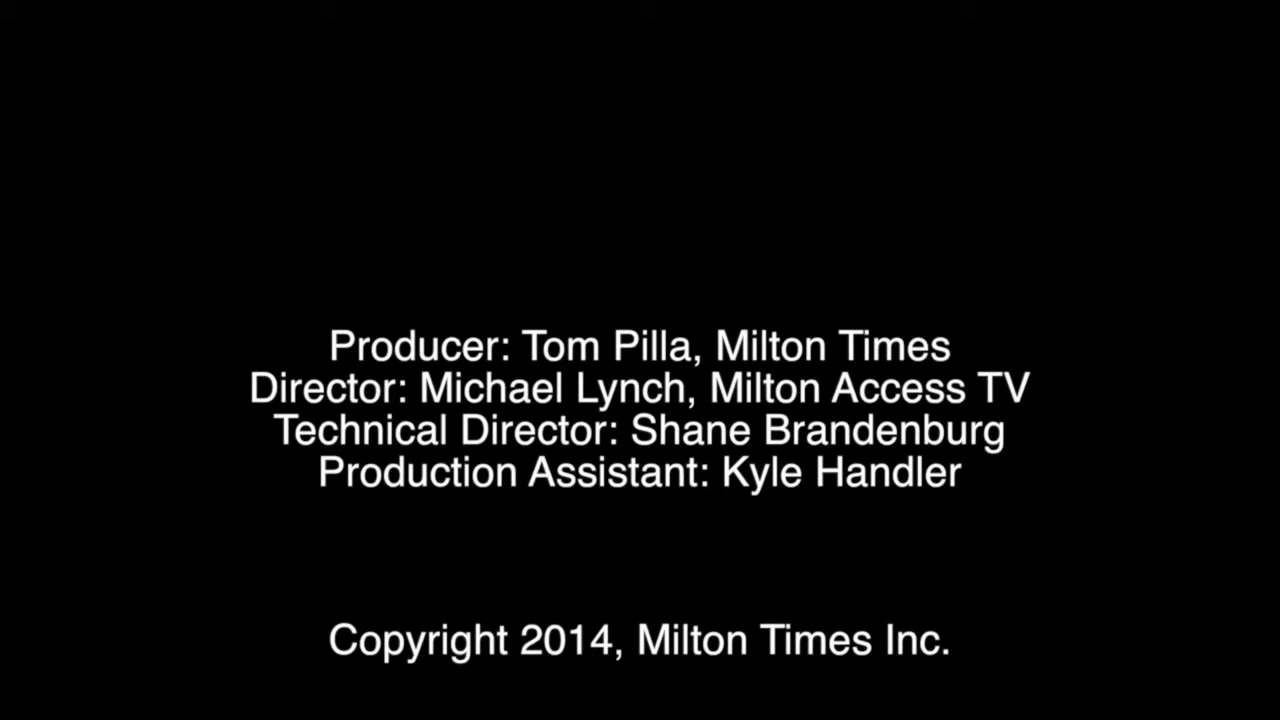 Producer: Tom Pilla, Milton Times
Director: Michael Lynch, Milton Access TV
Technical Director: Shane Brandenburg
Production Assistant: Kyle Handler
Copyright 2014, Milton Times Inc.